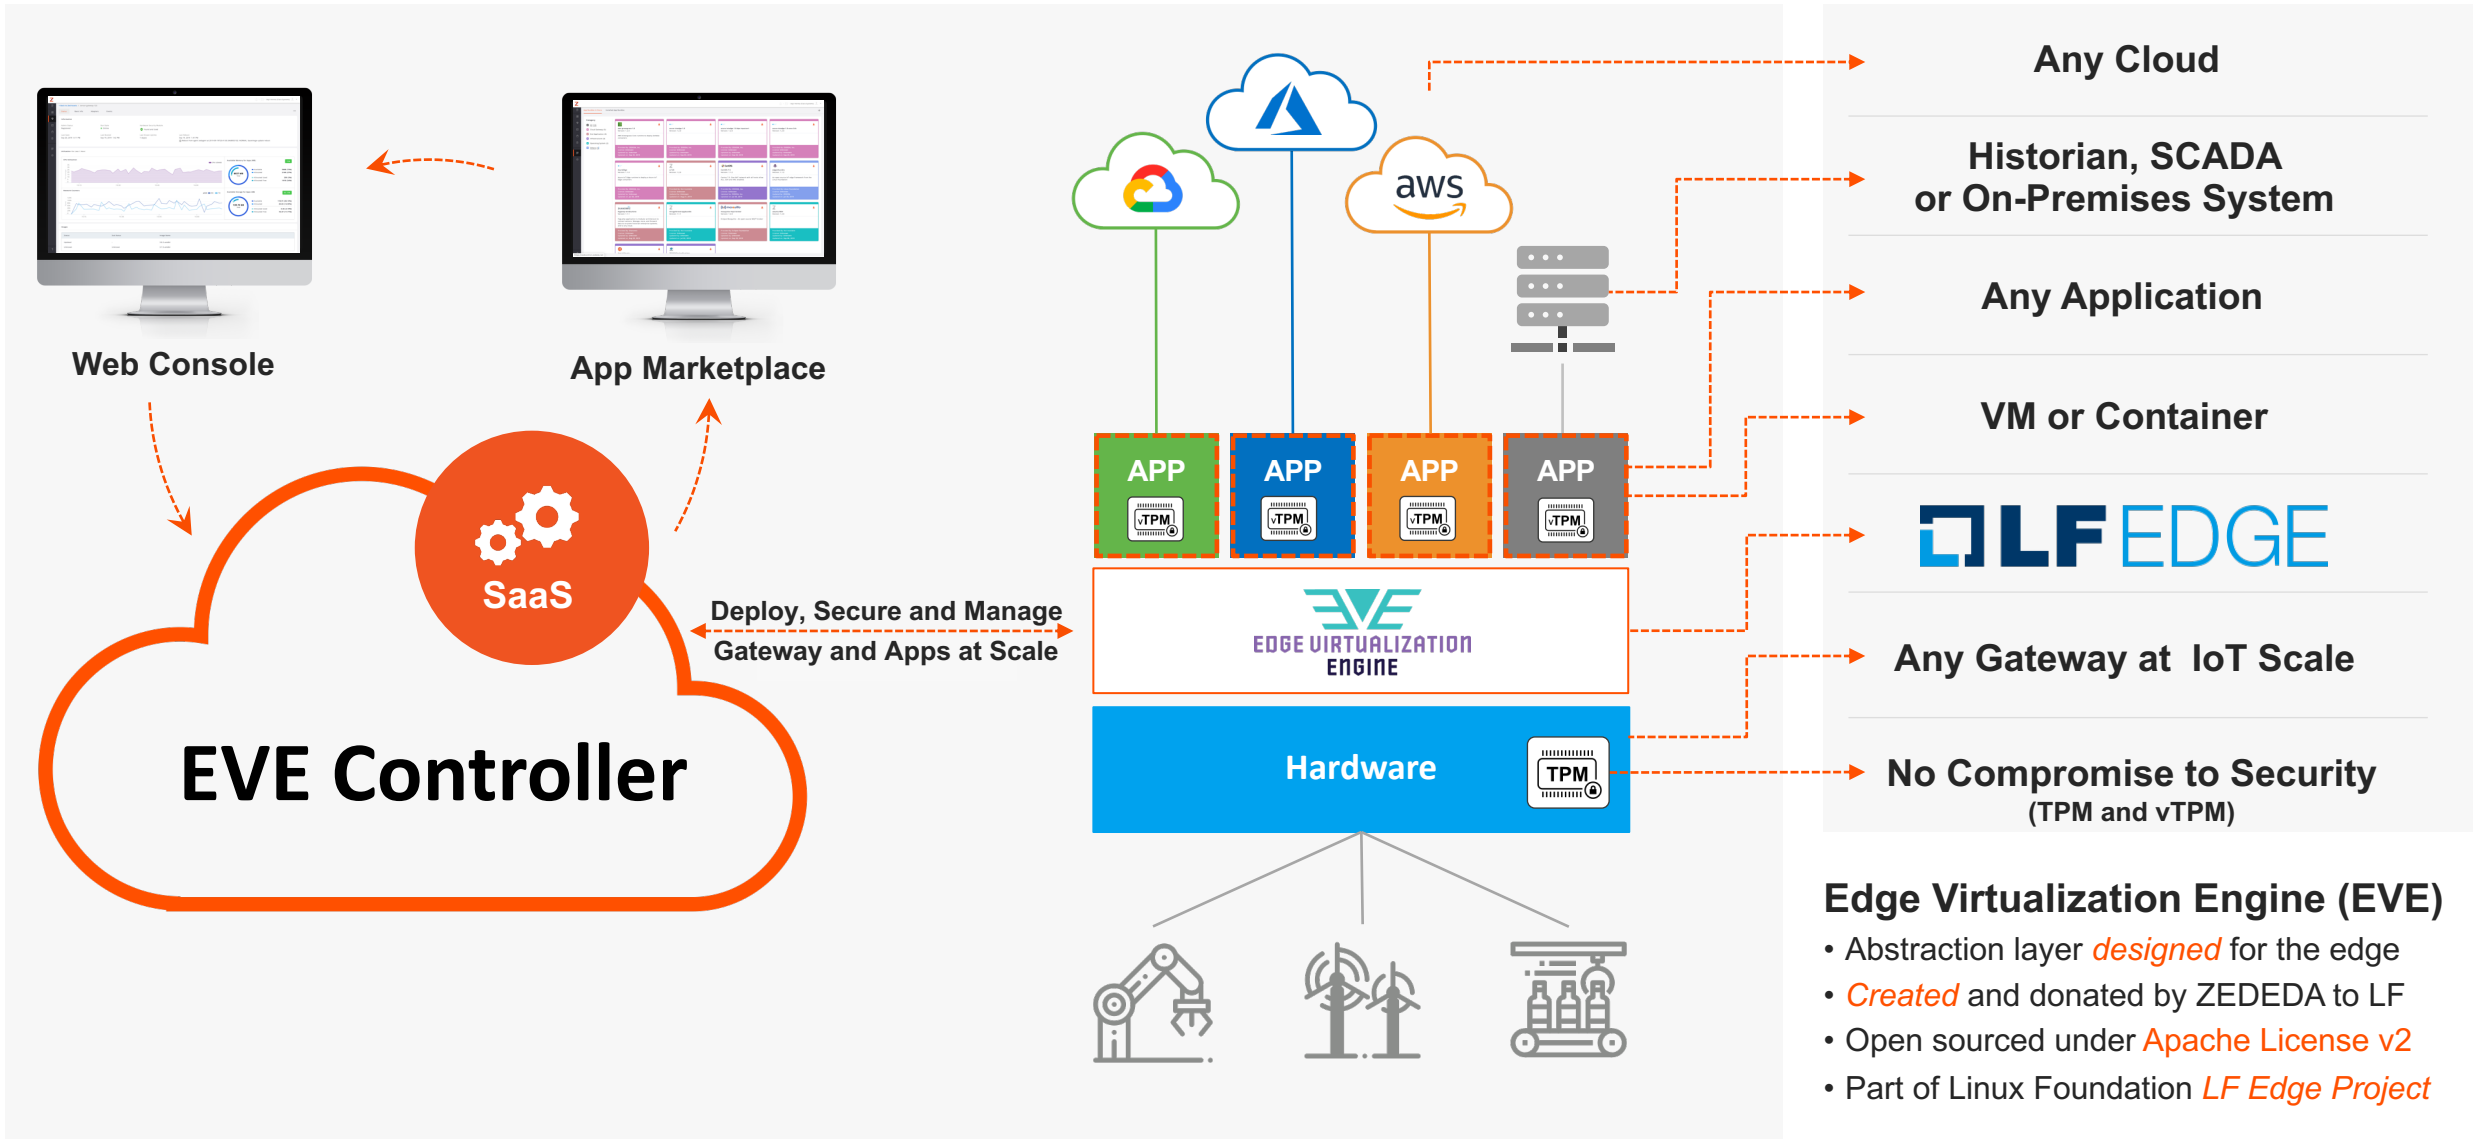 Web Console
App Marketplace
SaaS
EVE Controller
Deploy, Secure and Manage
Gateway and Apps at Scale
aws
APP
vTPM
APP
vTPM
APP
vTPM
APP
vTPM
EDGE VIRTUALIZATION
ENGINE
Hardware
TPM
Any Cloud
Historian, SCADA
or On-Premises System
Any Application
VM or Container
LF EDGE
Any Gateway at IoT Scale
No Compromise to Security
(TPM and vTPM)
Edge Virtualization Engine (EVE)
• Abstraction layer designed for the edge
• Created and donated by ZEDEDA to LF
• Open sourced under Apache License v2
• Part of Linux Foundation LF Edge Project